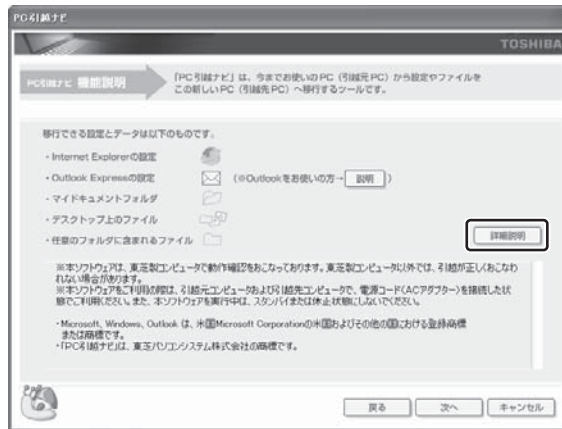 PC引越ナビ
TOSHIBA
PC引越ナビ 機能説明
「PC引越ナビ」は、今までお使いのPC（引越元PC）から設定やファイルを
この新しいPC（引越先PC）へ移行するツールです。
移行できる設定とデータは以下のものです。
・Internet Explorerの設定
・Outlook Expressの設定 （※Outlookをお使いの方→ 説明 ）
・マイドキュメントフォルダ
・デスクトップ上のファイル
・任意のフォルダに含まれるファイル
詳細説明
※本ソフトウェアは、東芝製コンピュータで動作確認をおこなっております。東芝製コンピュータ以外では、引越が正しくおこなわ
れない場合があります。
※本ソフトウェアをご利用の際は、引越元コンピュータおよび引越先コンピュータで、電源コード(ACアダプター)を接続した状
態でご利用ください。また、本ソフトウェアを実行中は、スタンバイまたは休止状態にしないでください。
・Microsoft, Windows, Outlook は、米国Microsoft Corporationの米国およびその他の国における登録商標
または商標です。
・「PC引越ナビ」は、東芝パソコンシステム株式会社の商標です。
戻る 次へ キャンセル